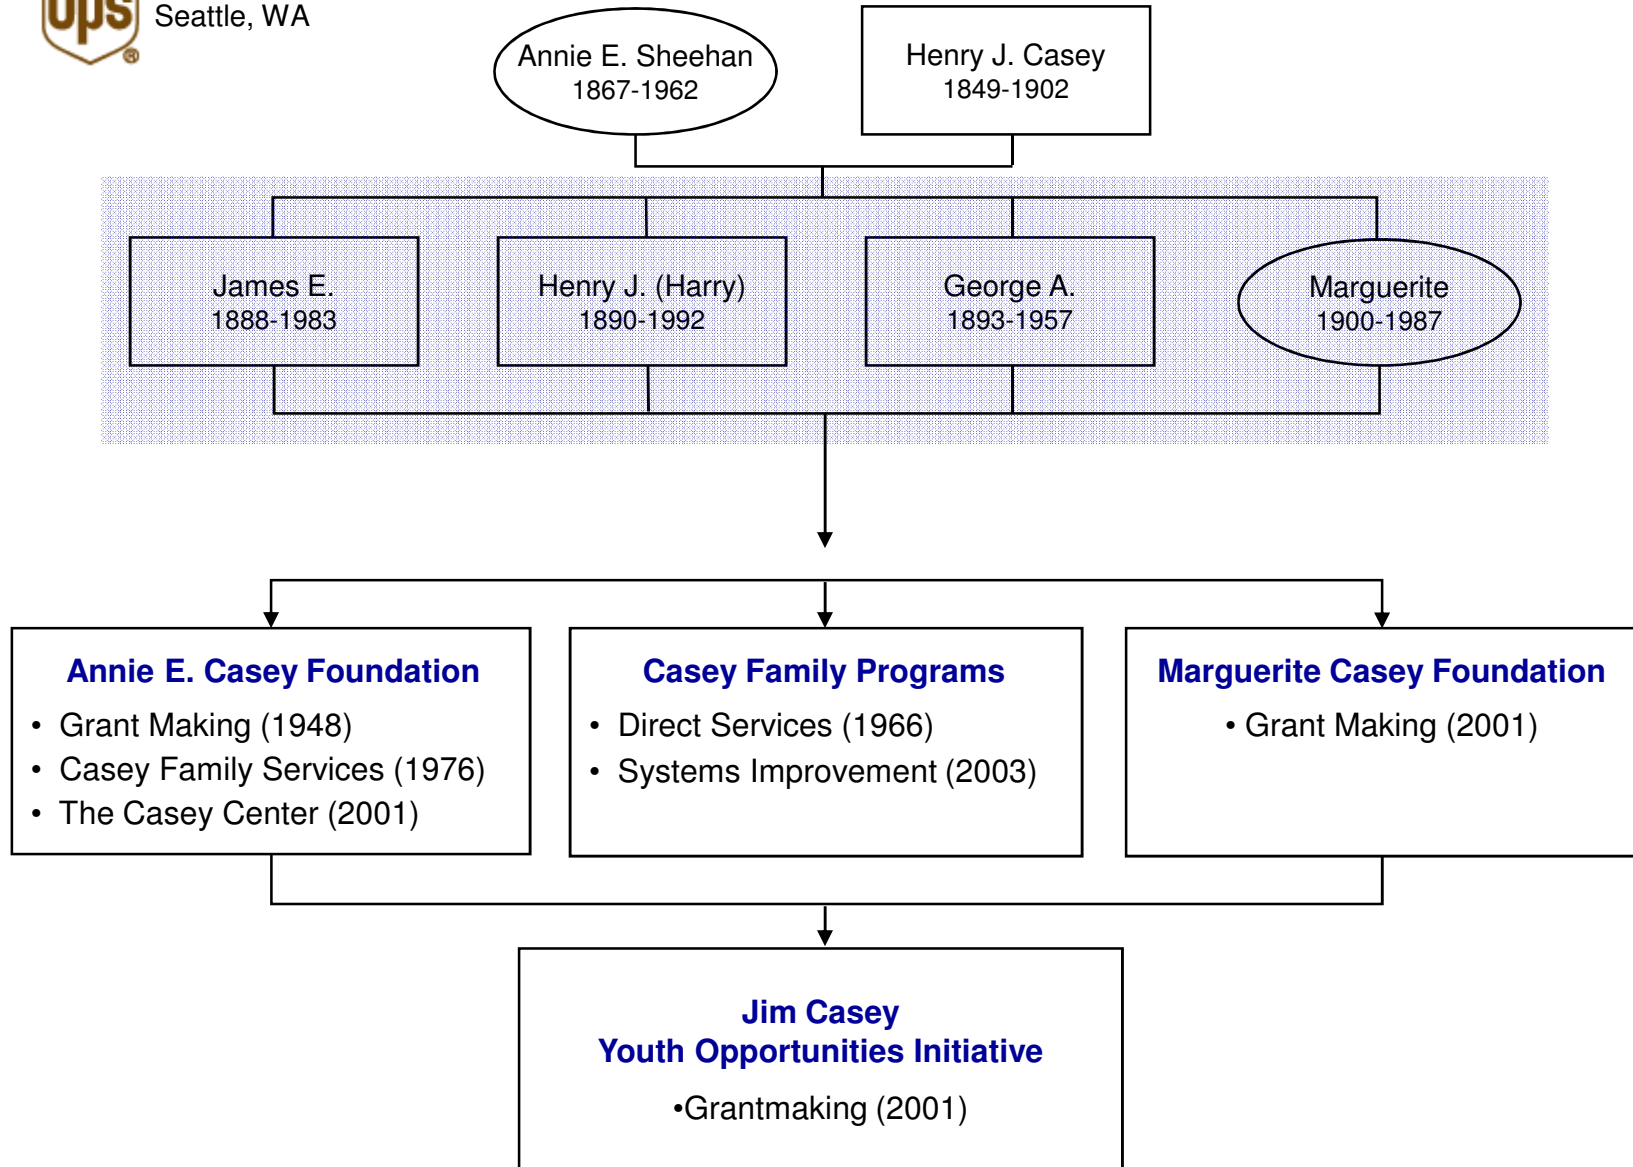 ups
®
Seattle, WA
Annie E. Sheehan
1867-1962
Henry J. Casey
1849-1902
James E.
1888-1983
Henry J. (Harry)
1890-1992
George A.
1893-1957
Marguerite
1900-1987
Annie E. Casey Foundation
• Grant Making (1948)
• Casey Family Services (1976)
• The Casey Center (2001)
Casey Family Programs
• Direct Services (1966)
• Systems Improvement (2003)
Marguerite Casey Foundation
• Grant Making (2001)
Jim Casey
Youth Opportunities Initiative
•Grantmaking (2001)